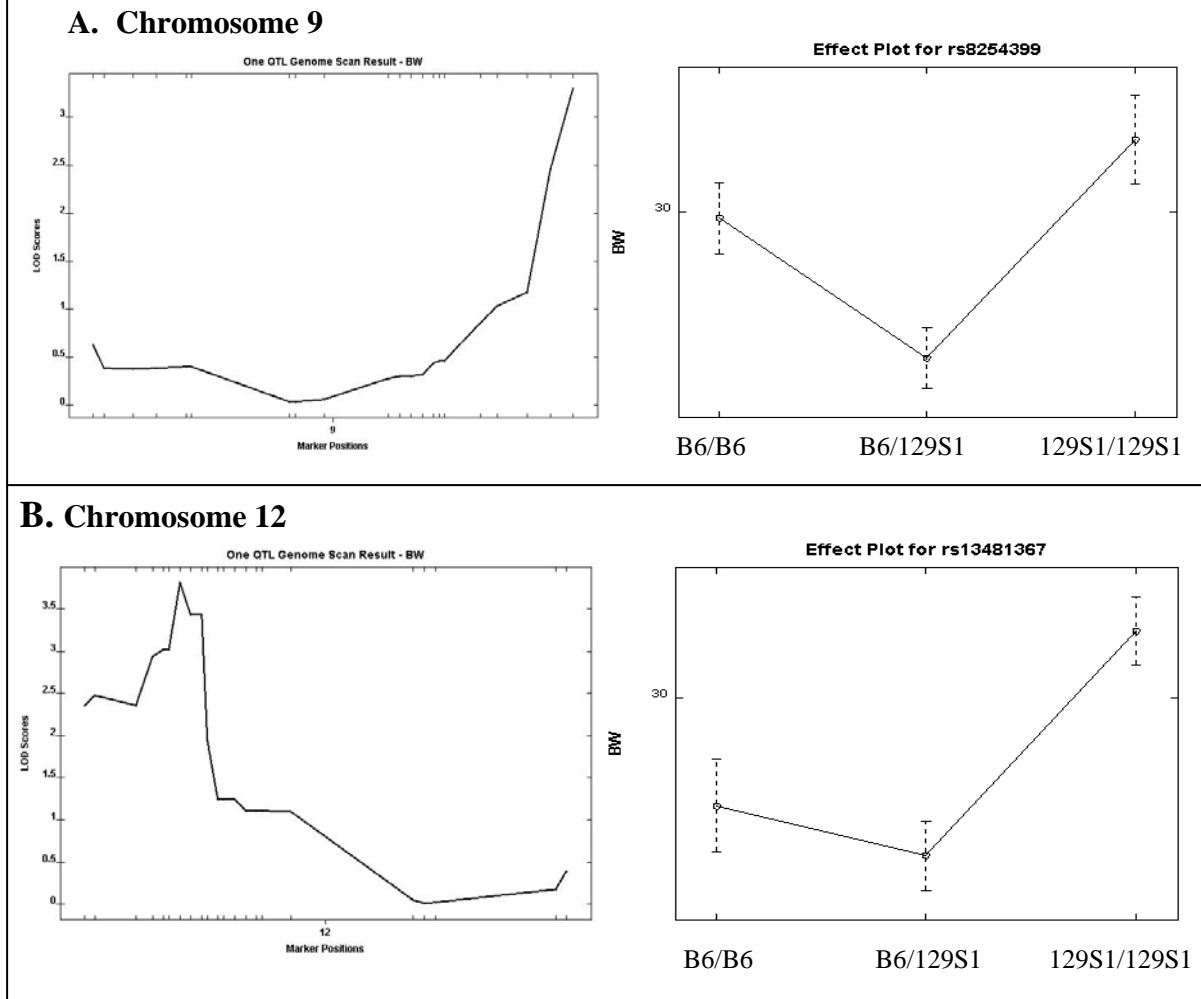 A. Chromosome 9
One QTL Genome Scan Result - BW
LOD Scores
3
2.5
2
1.5
1
0.5
0
9
Marker Positions
Effect Plot for rs8254399
BW
30
B6/B6 B6/129S1 129S1/129S1
B. Chromosome 12
One QTL Genome Scan Result - BW
LOD Scores
3.5
3
2.5
2
1.5
1
0.5
0
12
Marker Positions
Effect Plot for rs13481367
BW
30
B6/B6 B6/129S1 129S1/129S1